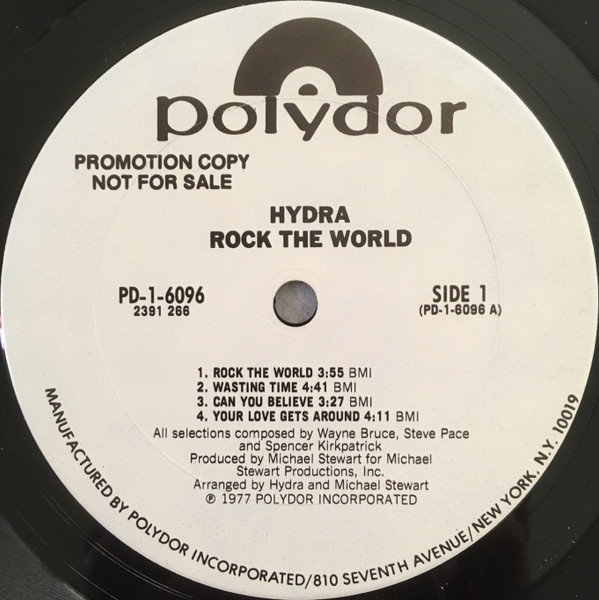 polydor
PROMOTION COPY
NOT FOR SALE
HYDRA
ROCK THE WORLD
PD-1-6096
2391 266
SIDE 1
(PD-1-6096 A)
1. ROCK THE WORLD 3:55 BMI
2. WASTING TIME 4:41 BMI
3. CAN YOU BELIEVE 3:27 BMI
4. YOUR LOVE GETS AROUND 4:11 BMI
All selections composed by Wayne Bruce, Steve Pace
and Spencer Kirkpatrick
Produced by Michael Stewart for Michael
Stewart Productions, Inc.
Arranged by Hydra and Michael Stewart
℗ 1977 POLYDOR INCORPORATED
MANUFACTURED BY POLYDOR INCORPORATED/810 SEVENTH AVENUE/NEW YORK, N.Y. 10019